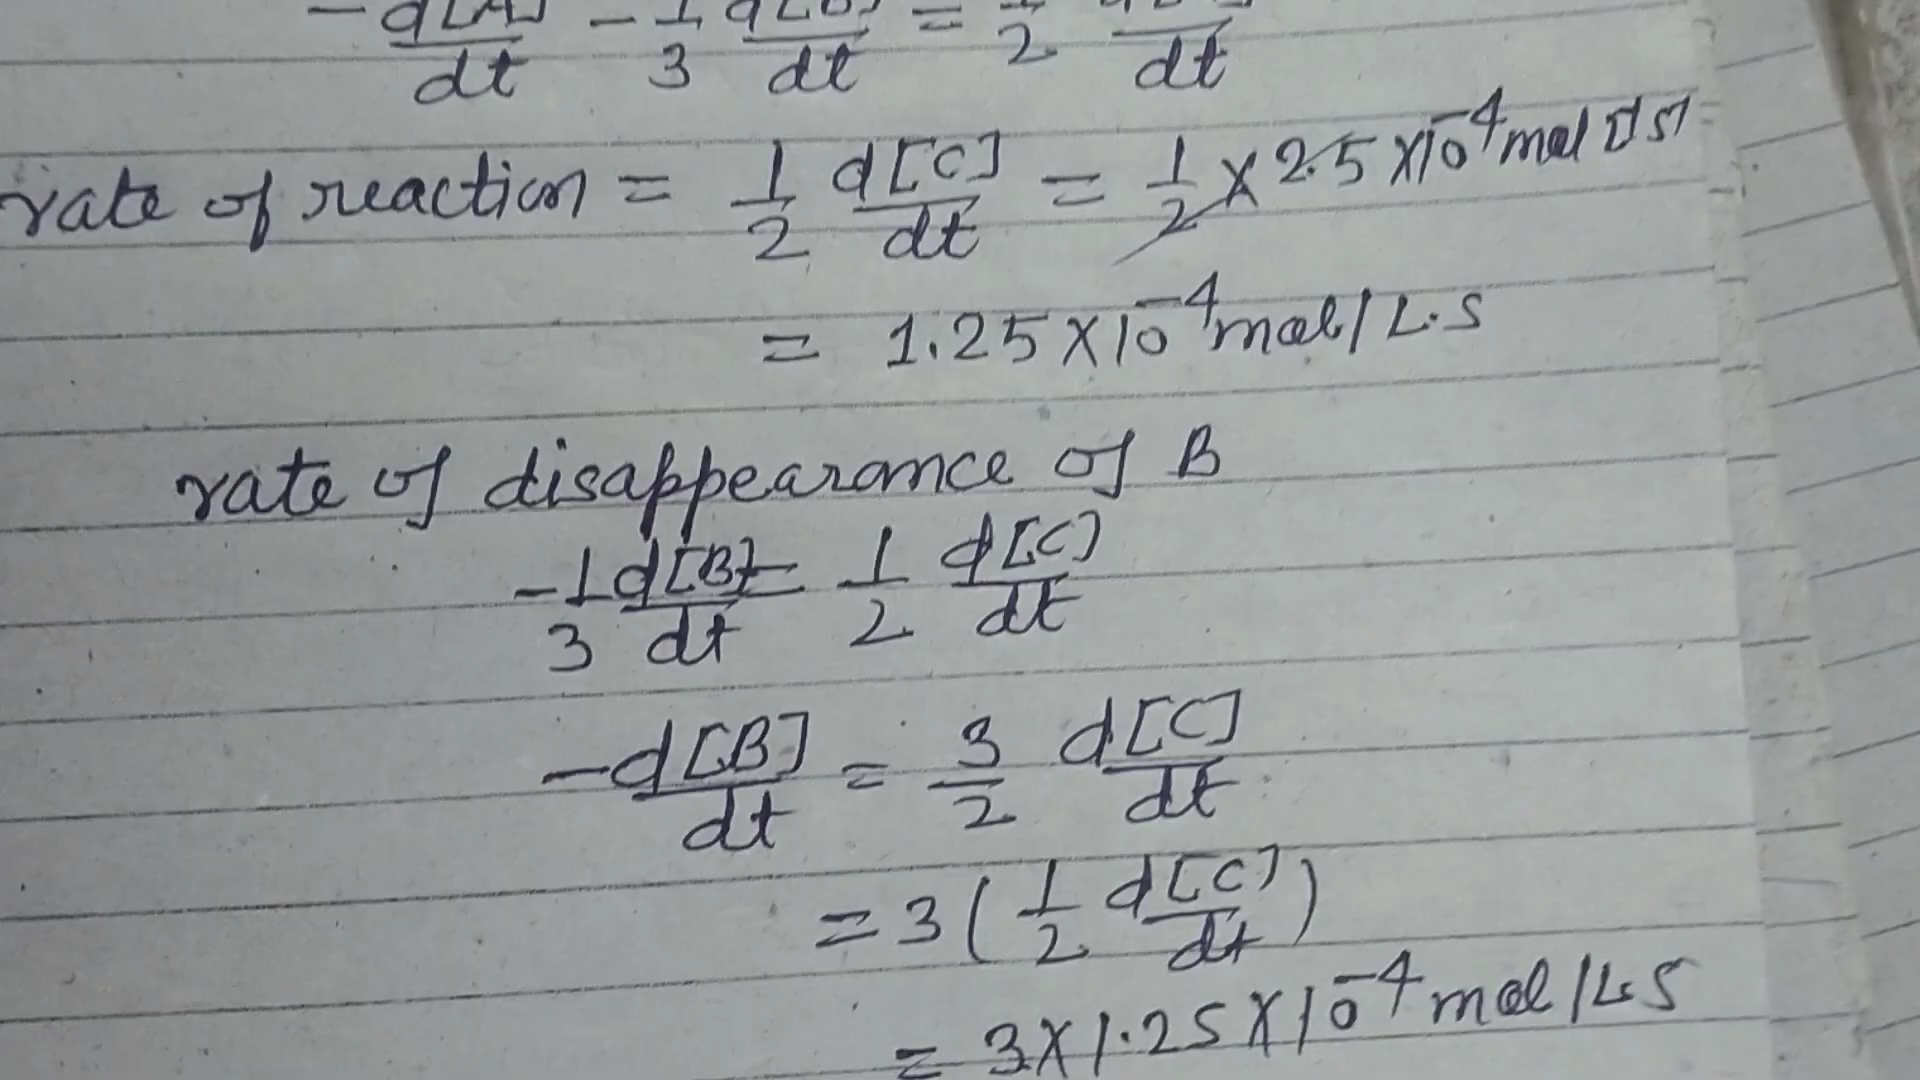 -d[A]/dt - 1/3 d[B]/dt = 1/2 d[C]/dt
rate of reaction = 1/2 d[C]/dt = 1/2 × 2.5 × 10^-4 mol L^-1 s^-1
= 1.25 × 10^-4 mol/L.S
rate of disappearance of B
-1/3 d[B]/dt = 1/2 d[C]/dt
-d[B]/dt = 3/2 d[C]/dt
= 3(1/2 d[C]/dt)
= 3×1.25×10^-4 mol/L.S